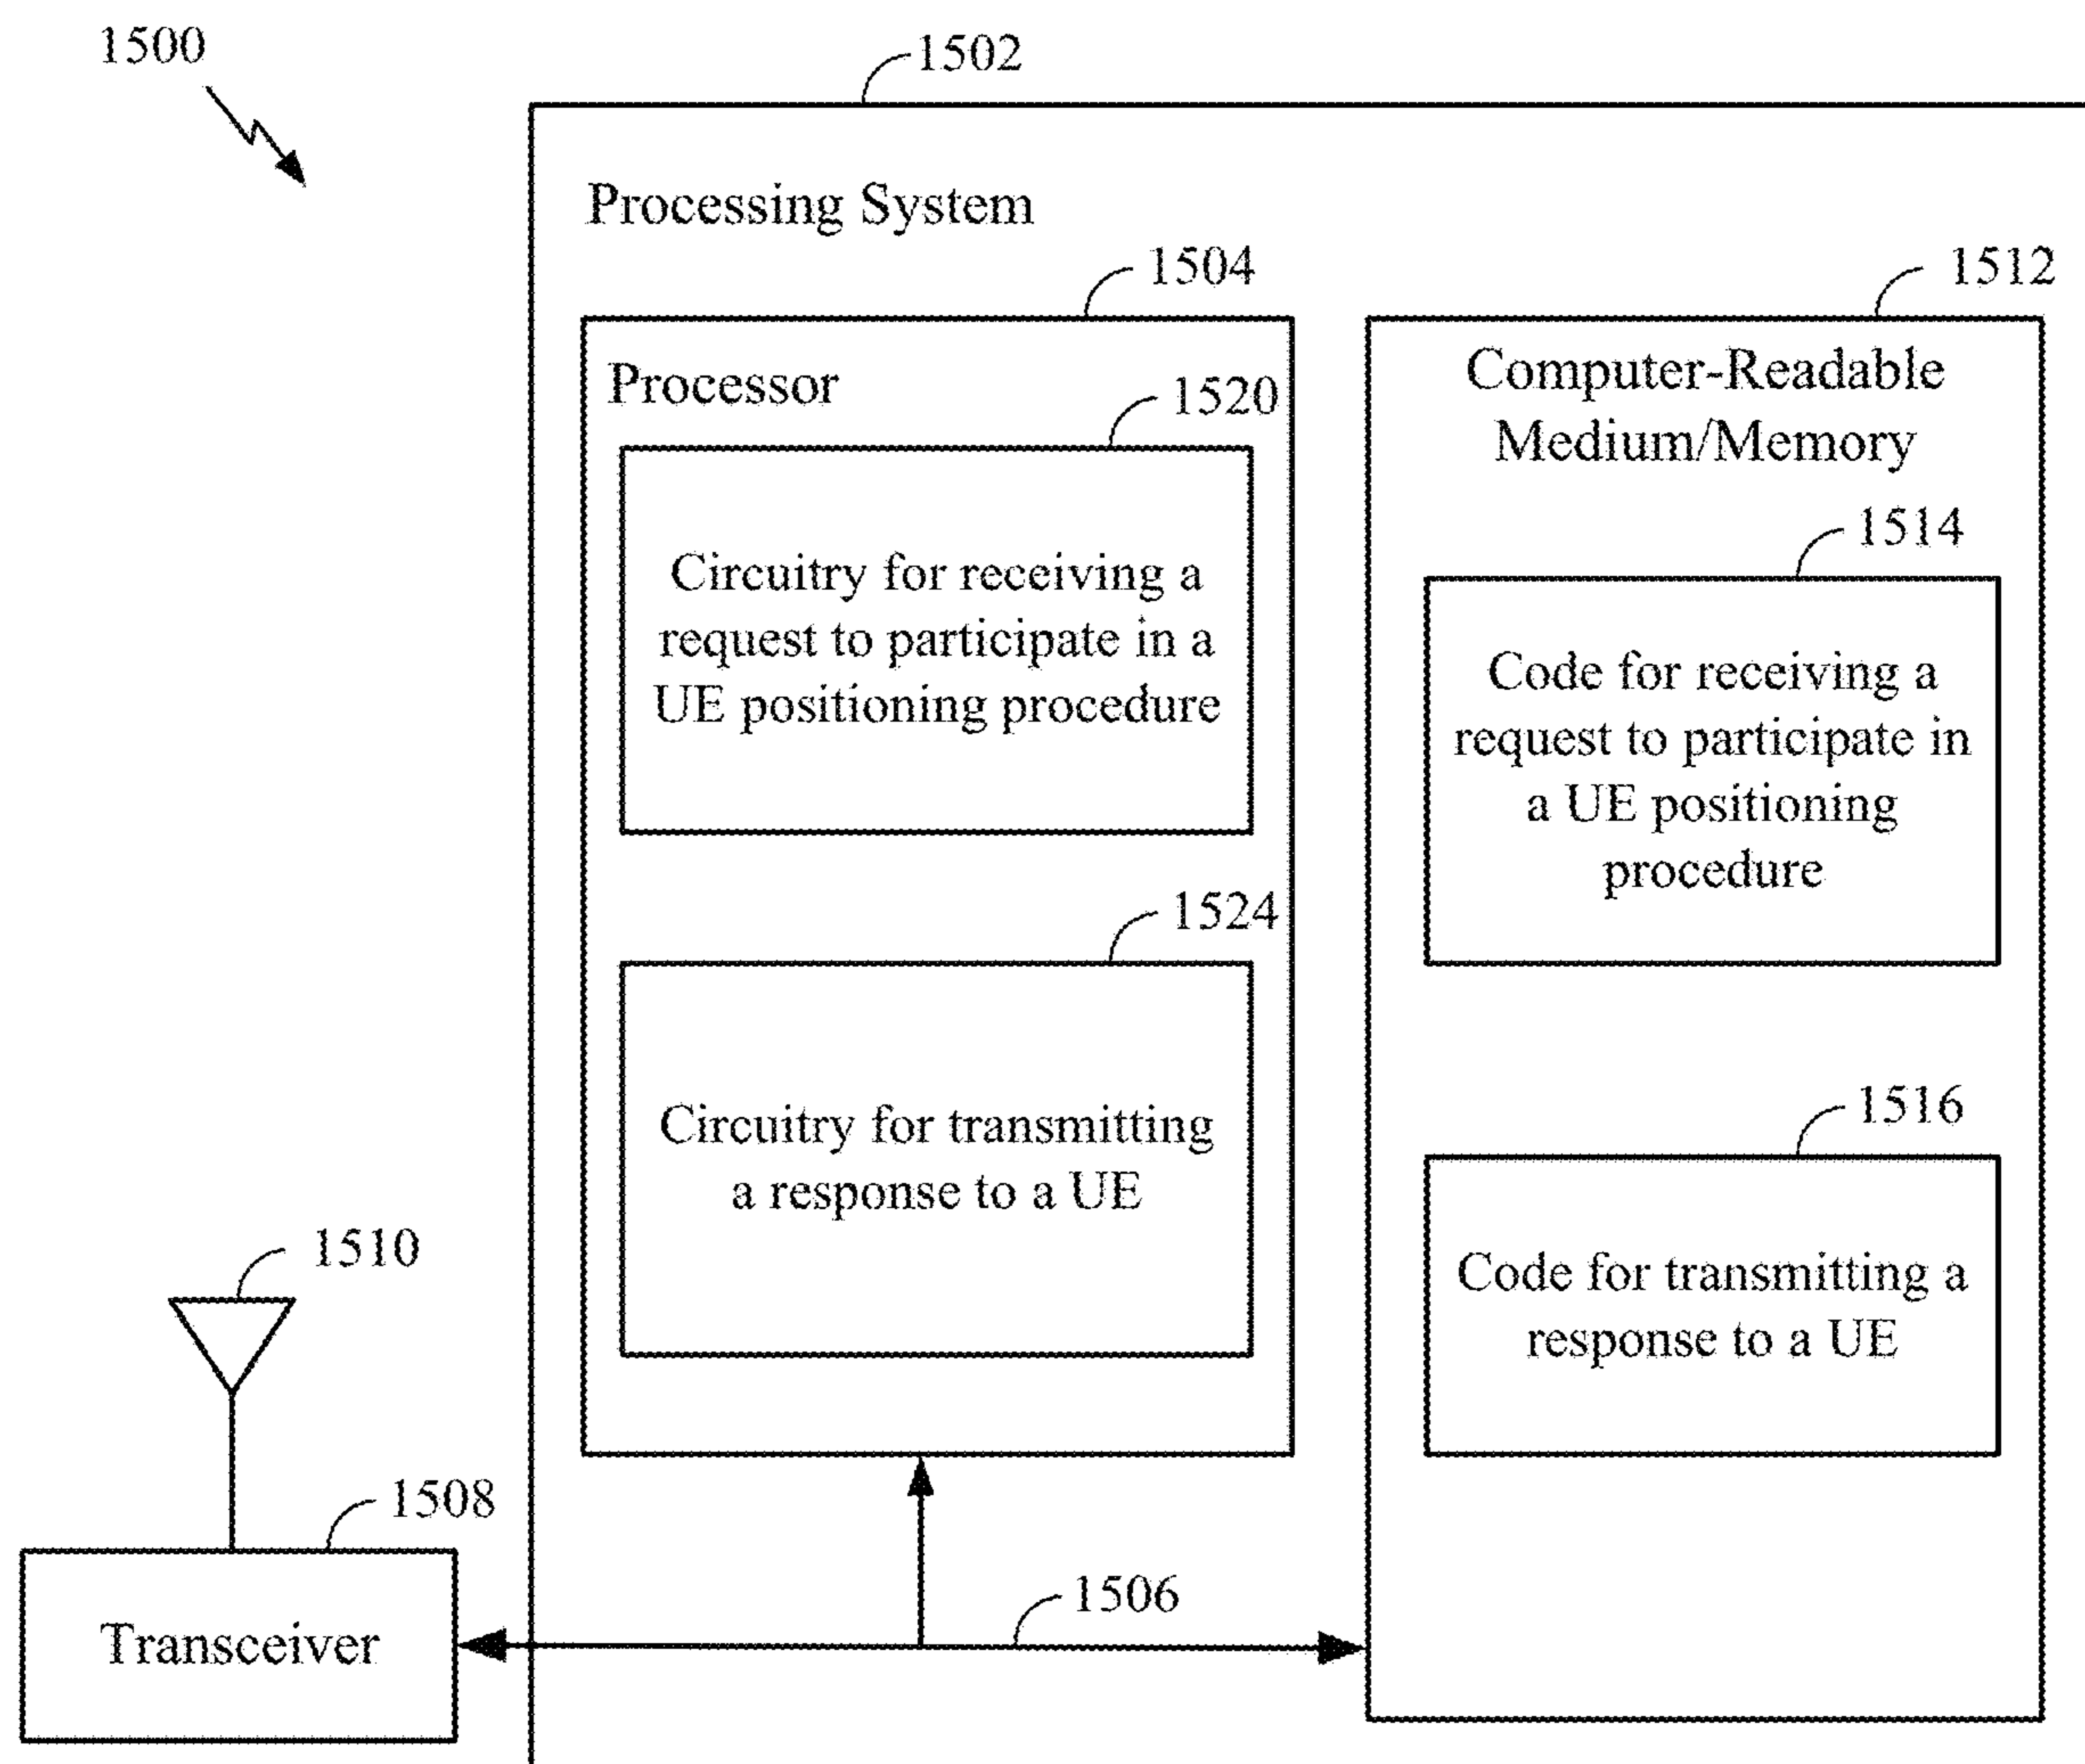 1500
1502
Processing System
1504
1512
Processor
1520
Computer-Readable
Medium/Memory
Circuitry for receiving a
request to participate in a
UE positioning procedure
1514
Code for receiving a
request to participate in
a UE positioning
procedure
1524
Circuitry for transmitting
a response to a UE
1516
Code for transmitting a
response to a UE
1510
1508
Transceiver
1506